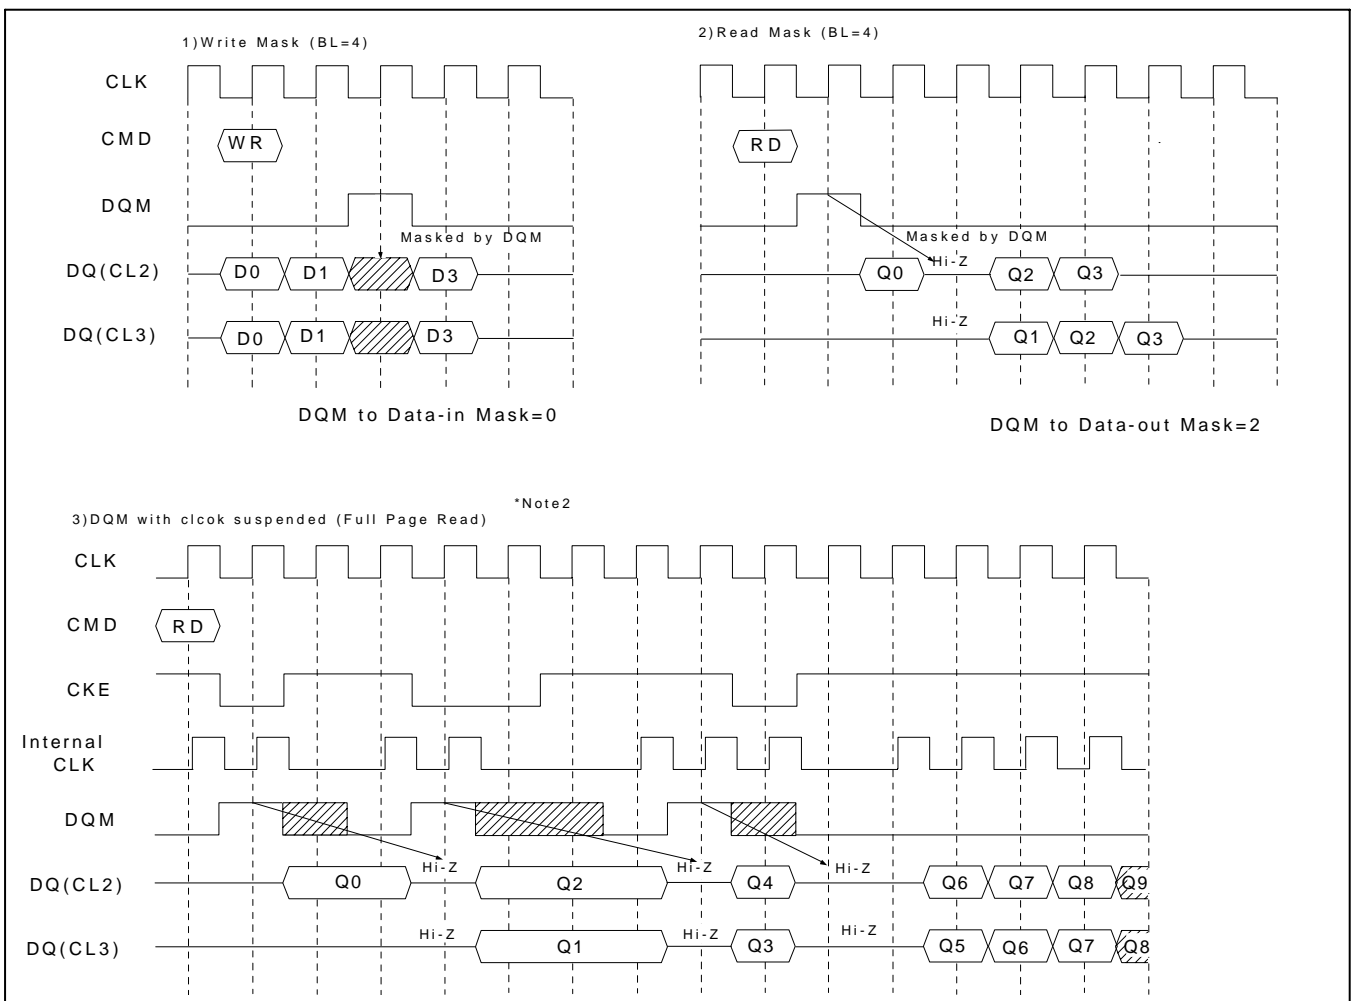 1)Write Mask (BL=4)
CLK
CMD
WR
DQM
Masked by DQM
DQ(CL2)
D0 D1 D3
DQ(CL3)
D0 D1 D3
DQM to Data-in Mask=0
2)Read Mask (BL=4)
RD
Masked by DQM
Hi-Z
Q0 Q2 Q3
Hi-Z
Q1 Q2 Q3
DQM to Data-out Mask=2
*Note2
3)DQM with clcok suspended (Full Page Read)
CLK
CMD
RD
CKE
Internal
CLK
DQM
Hi-Z Hi-Z Hi-Z
DQ(CL2)
Q0 Q2 Q4 Q6 Q7 Q8 Q9
Hi-Z Hi-Z Hi-Z
DQ(CL3)
Q1 Q3 Q5 Q6 Q7 Q8